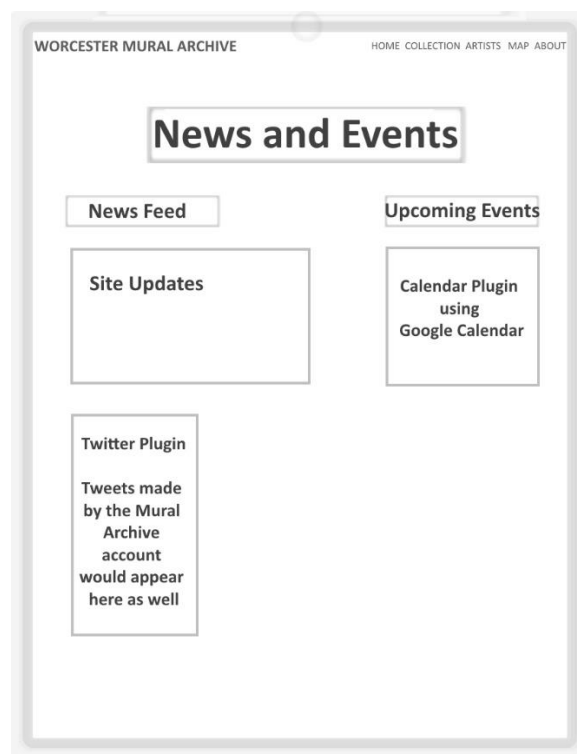 WORCESTER MURAL ARCHIVE
HOME COLLECTION ARTISTS MAP ABOUT
News and Events
News Feed
Upcoming Events
Site Updates
Calendar Plugin
using
Google Calendar
Twitter Plugin
Tweets made
by the Mural
Archive
account
would appear
here as well